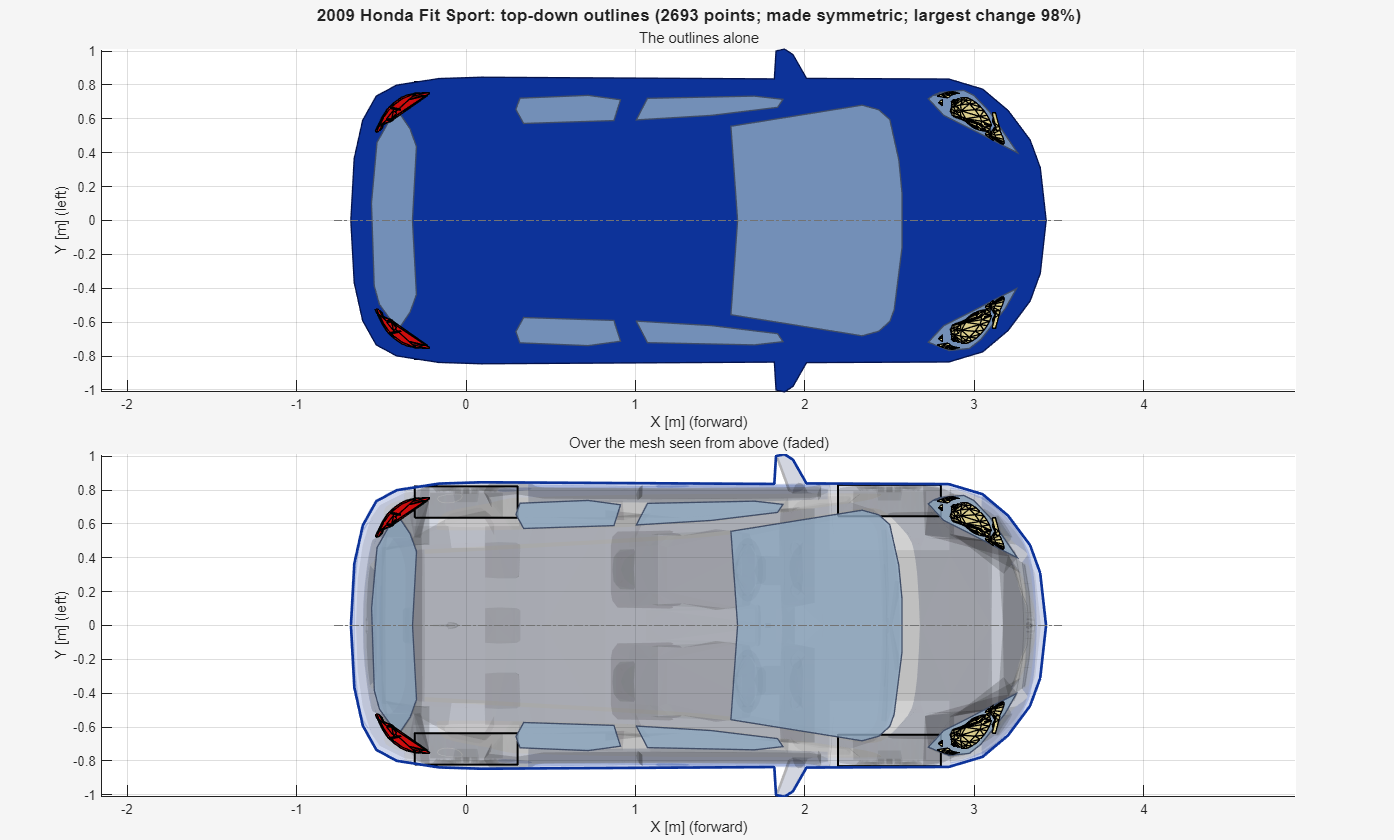 2009 Honda Fit Sport: top-down outlines (2693 points; made symmetric; largest change 98%)
The outlines alone
1
0.8
0.6
0.4
0.2
0
-0.2
-0.4
-0.6
-0.8
-1
Y [m] (left)
-2 -1 0 1 2 3 4
X [m] (forward)
Over the mesh seen from above (faded)
1
0.8
0.6
0.4
0.2
0
-0.2
-0.4
-0.6
-0.8
-1
Y [m] (left)
-2 -1 0 1 2 3 4
X [m] (forward)